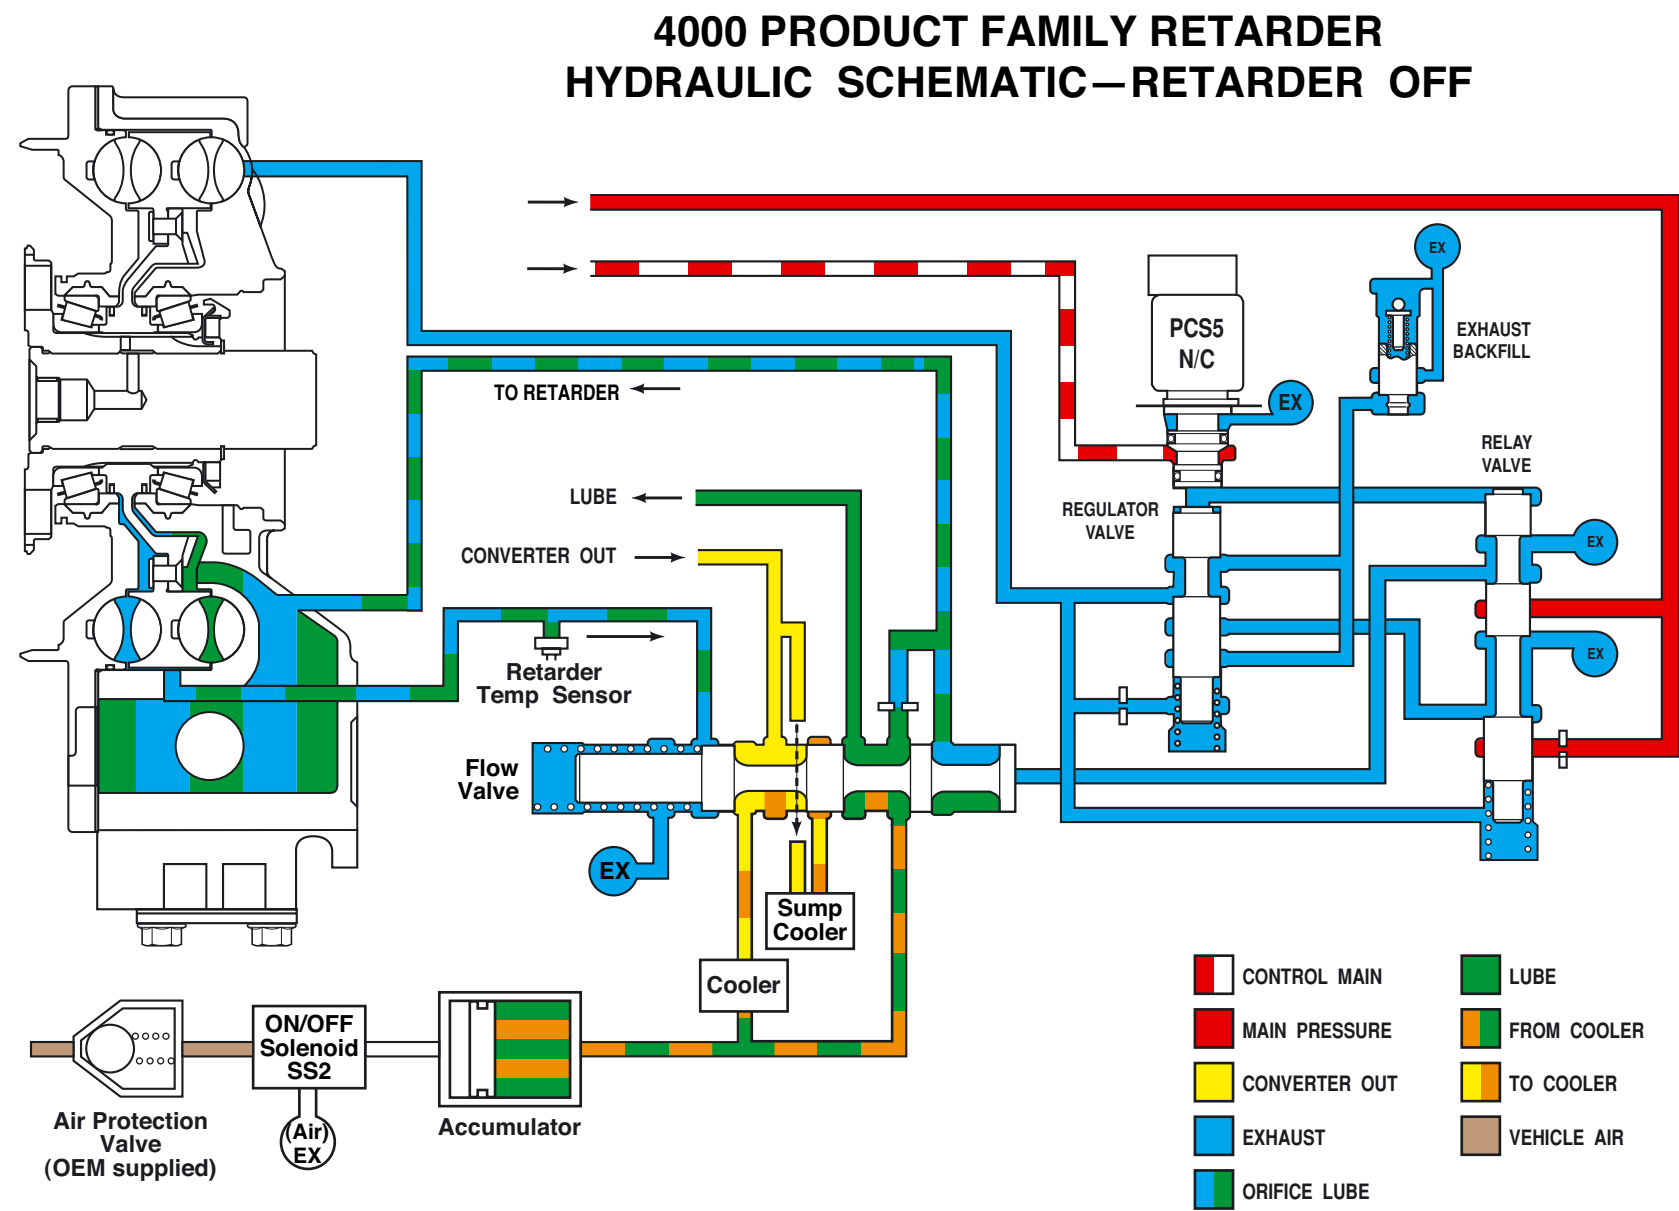 4000 PRODUCT FAMILY RETARDER
HYDRAULIC SCHEMATIC—RETARDER OFF
EX
PCS5
N/C
EXHAUST
BACKFILL
TO RETARDER
EX
RELAY
VALVE
LUBE
REGULATOR
VALVE
CONVERTER OUT
EX
EX
Retarder
Temp Sensor
Flow
Valve
EX
Sump
Cooler
Cooler
CONTROL MAIN
LUBE
MAIN PRESSURE
FROM COOLER
CONVERTER OUT
TO COOLER
EXHAUST
VEHICLE AIR
ORIFICE LUBE
ON/OFF
Solenoid
SS2
Air Protection
Valve
(OEM supplied)
(Air)
EX
Accumulator